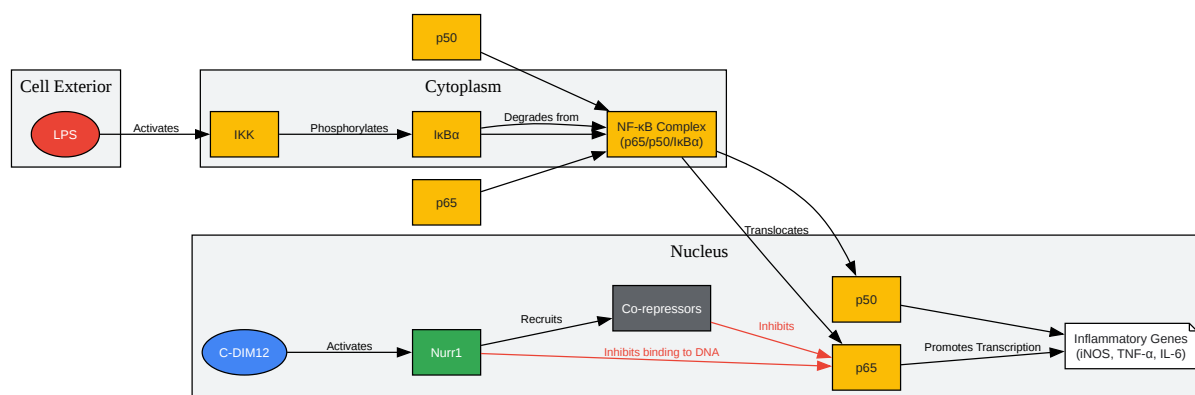 p50
Cell Exterior
Cytoplasm
LPS
Activates
IKK
Phosphorylates
IκBα
Degrades from
NF-κB Complex
(p65/p50/IκBα)
p65
Translocates
Nucleus
p50
Co-repressors
Recruits
Inhibits
Inflammatory Genes
(iNOS, TNF-α, IL-6)
C-DIM12
Activates
Nurr1
Inhibits binding to DNA
p65
Promotes Transcription